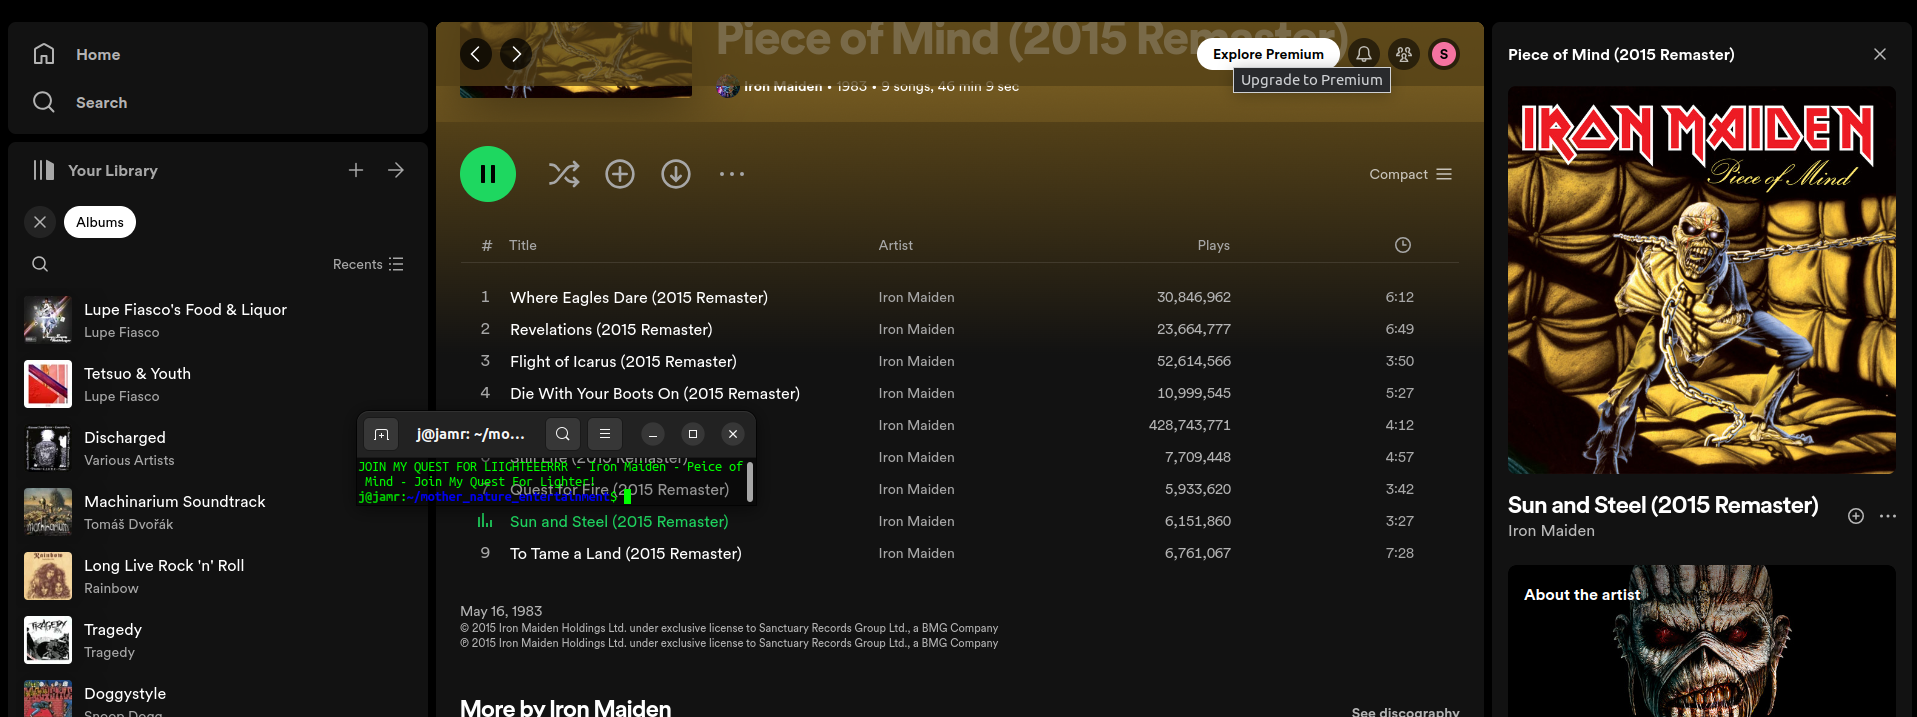 Home
Search
Your Library
Albums
Recents
Lupe Fiasco's Food & Liquor
Lupe Fiasco
Tetsuo & Youth
Lupe Fiasco
Discharged
Various Artists
Machinarium Soundtrack
Tomáš Dvořák
Long Live Rock 'n' Roll
Rainbow
Tragedy
Tragedy
Doggystyle
Snoop Dogg
Piece of Mind (2015 Remaster)
Explore Premium
S
Upgrade to Premium
Iron Maiden • 1983 • 9 songs, 46 min 9 sec
Compact
# Title Artist Plays
1 Where Eagles Dare (2015 Remaster) Iron Maiden 30,846,962 6:12
2 Revelations (2015 Remaster) Iron Maiden 23,664,777 6:49
3 Flight of Icarus (2015 Remaster) Iron Maiden 52,614,566 3:50
4 Die With Your Boots On (2015 Remaster) Iron Maiden 10,999,545 5:27
Iron Maiden 428,743,771 4:12
Still Life (2015 Remaster) Iron Maiden 7,709,448 4:57
Quest for Fire (2015 Remaster) Iron Maiden 5,933,620 3:42
Sun and Steel (2015 Remaster) Iron Maiden 6,151,860 3:27
9 To Tame a Land (2015 Remaster) Iron Maiden 6,761,067 7:28
j@jamr: ~/mo...
JOIN MY QUEST FOR LIIGHTEEERRR - Iron Maiden - Peice of
Mind - Join My Quest For Lighter!
j@jamr:~/mother_nature_entertainment$
May 16, 1983
© 2015 Iron Maiden Holdings Ltd. under exclusive license to Sanctuary Records Group Ltd., a BMG Company
℗ 2015 Iron Maiden Holdings Ltd. under exclusive license to Sanctuary Records Group Ltd., a BMG Company
More by Iron Maiden
See discography
Piece of Mind (2015 Remaster)
IRON MAIDEN
Piece of Mind
Sun and Steel (2015 Remaster)
Iron Maiden
About the artist